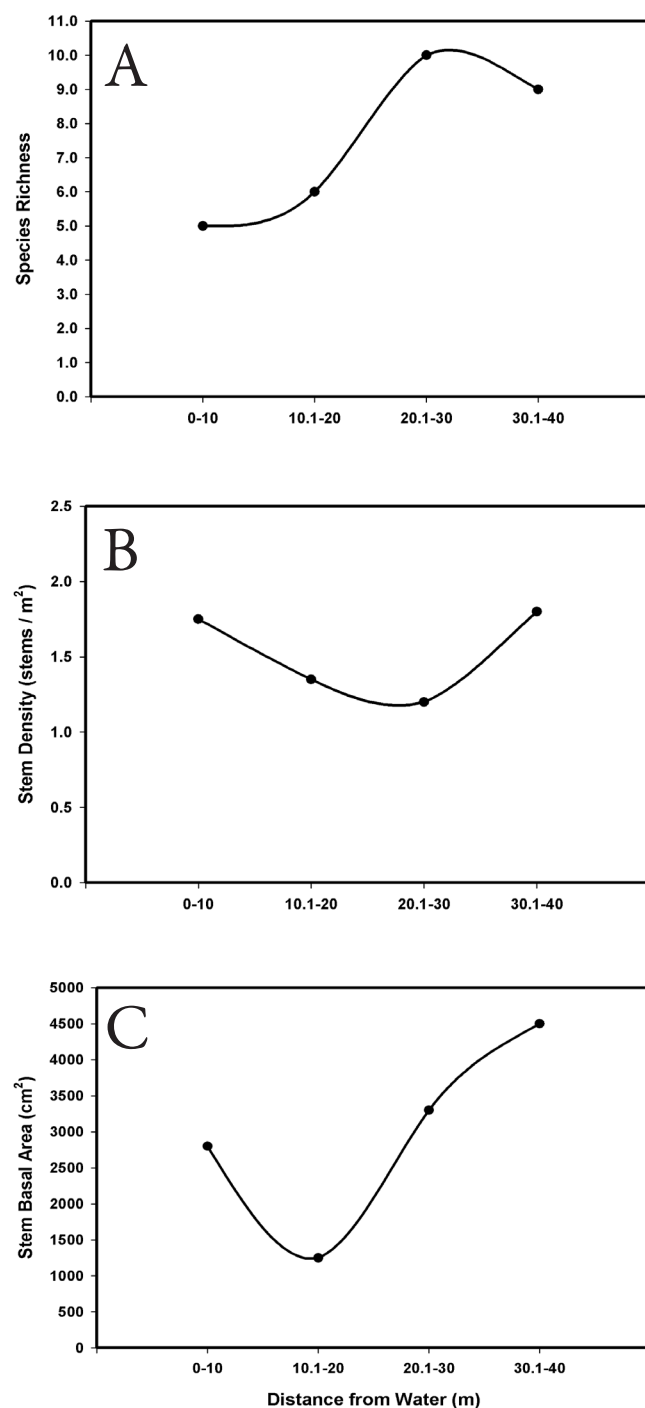 A
Species Richness
11.0
10.0
9.0
8.0
7.0
6.0
5.0
4.0
3.0
2.0
1.0
0.0
0-10 10.1-20 20.1-30 30.1-40
B
Stem Density (stems / m²)
2.5
2.0
1.5
1.0
0.5
0.0
0-10 10.1-20 20.1-30 30.1-40
C
Stem Basal Area (cm²)
5000
4500
4000
3500
3000
2500
2000
1500
1000
500
0
0-10 10.1-20 20.1-30 30.1-40
Distance from Water (m)